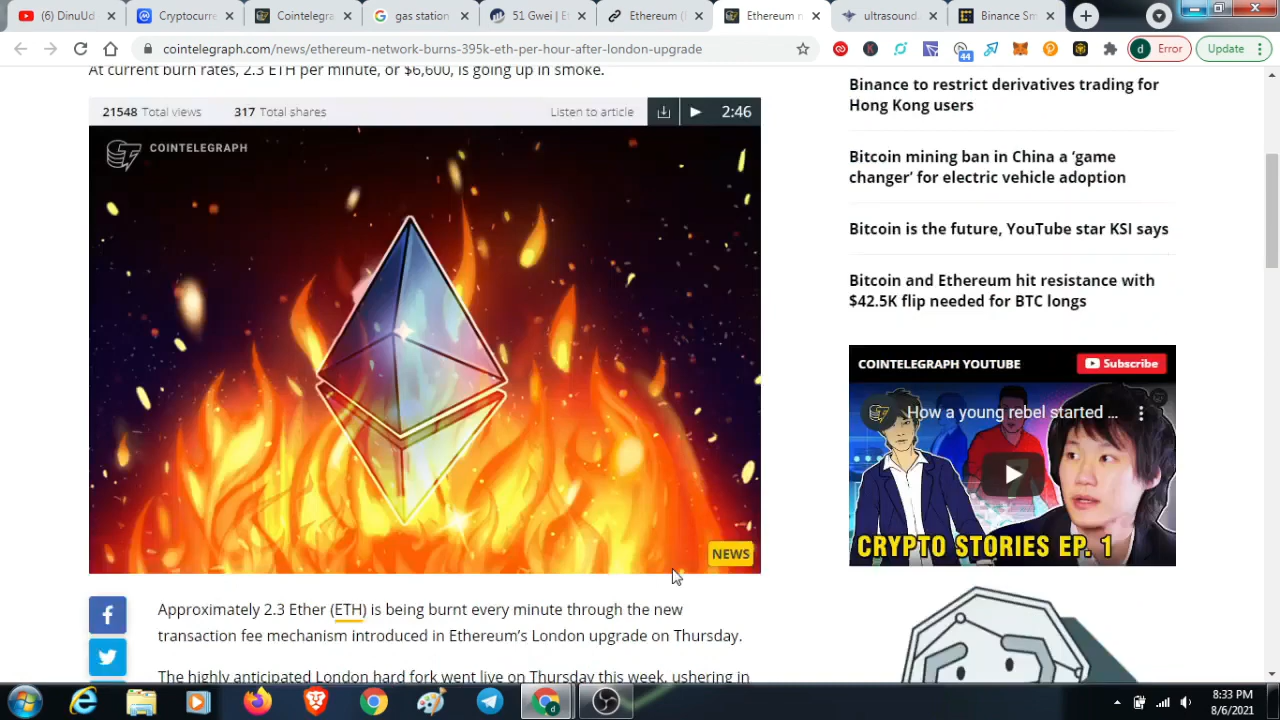 (6) DinuUd
Cryptocurre
Cointelegra
gas station
51 Gwei
Ethereum (
Ethereum n
ultrasound.
Binance Sm
cointelegraph.com/news/ethereum-network-burns-395k-eth-per-hour-after-london-upgrade
44
d Error
Update
At current burn rates, 2.3 ETH per minute, or $6,600, is going up in smoke.
21548 Total views 317 Total shares Listen to article 2:46
COINTELEGRAPH
NEWS
Approximately 2.3 Ether (ETH) is being burnt every minute through the new
transaction fee mechanism introduced in Ethereum's London upgrade on Thursday.
The highly anticipated London hard fork went live on Thursday this week, ushering in
Binance to restrict derivatives trading for
Hong Kong users
Bitcoin mining ban in China a ‘game
changer’ for electric vehicle adoption
Bitcoin is the future, YouTube star KSI says
Bitcoin and Ethereum hit resistance with
$42.5K flip needed for BTC longs
COINTELEGRAPH YOUTUBE
Subscribe
How a young rebel started ...
CRYPTO STORIES EP. 1
d
8:33 PM
8/6/2021